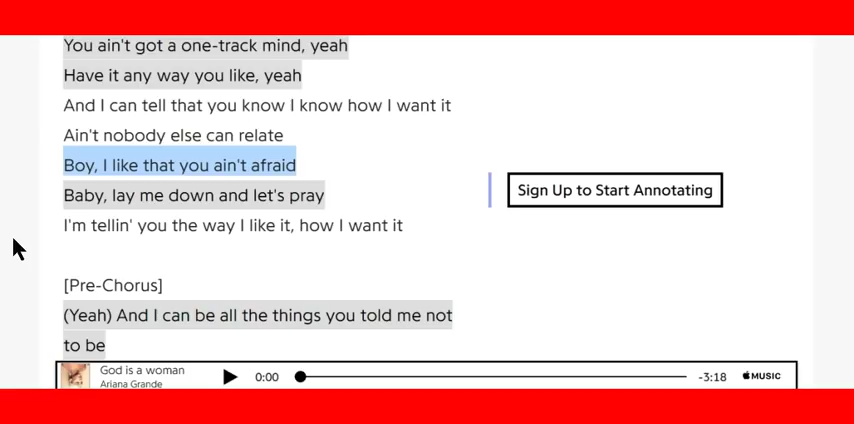 You ain't got a one-track mind, yeah
Have it any way you like, yeah
And I can tell that you know I know how I want it
Ain't nobody else can relate
Boy, I like that you ain't afraid
Baby, lay me down and let's pray
Sign Up to Start Annotating
I'm tellin' you the way I like it, how I want it
[Pre-Chorus]
(Yeah) And I can be all the things you told me not
to be
God is a woman
Ariana Grande
0:00
-3:18
MUSIC